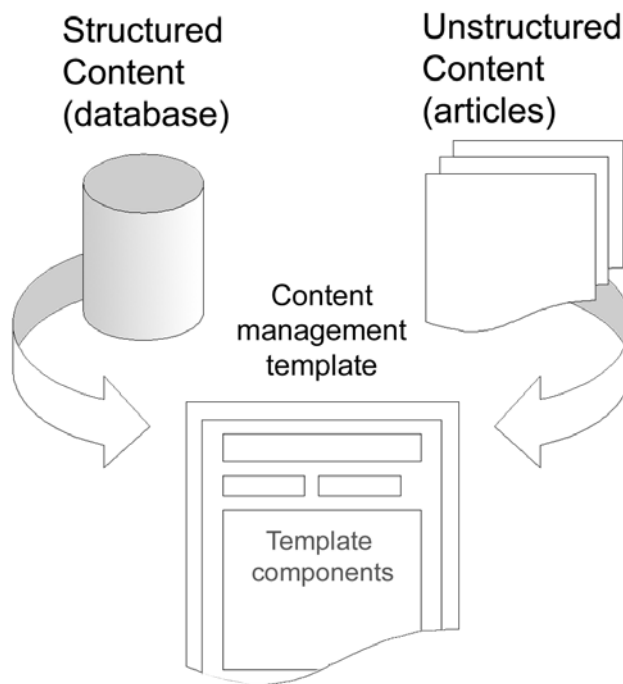 Structured
Content
(database)
Unstructured
Content
(articles)
Content
management
template
Template
components